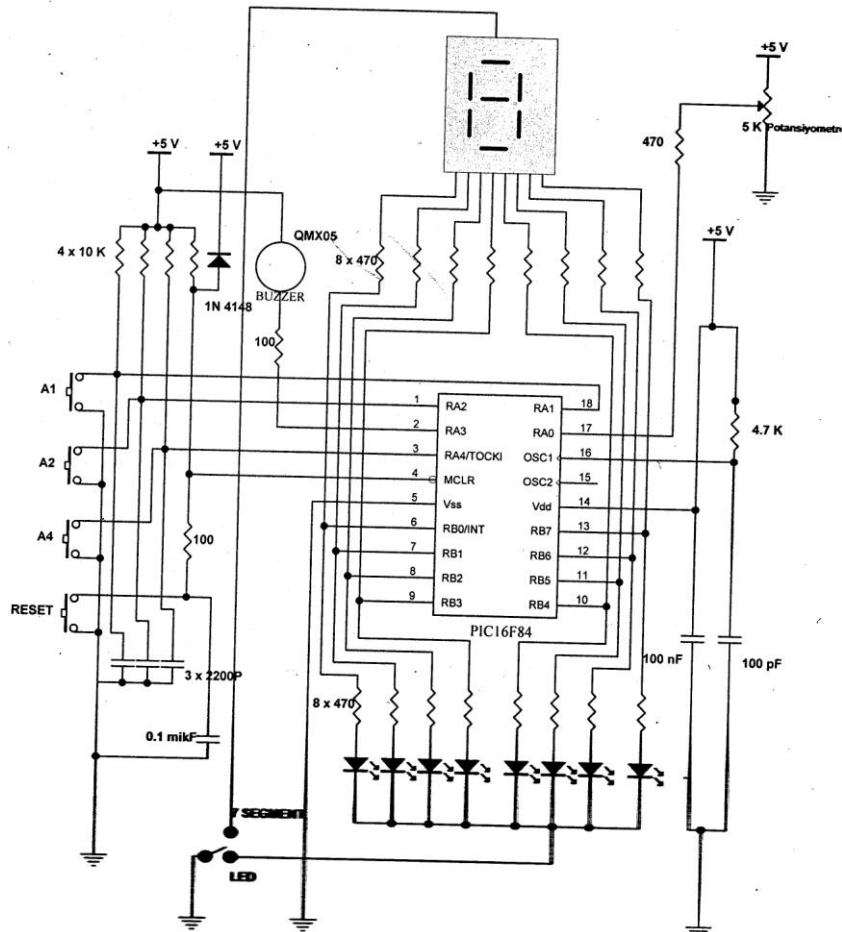 +5 V
+5 V
5 K Potansiyometre
470
+5 V
+5 V
4 x 10 K
QMX05
BUZZER
8 x 470
1N 4148
100
A1
1
RA2
RA1
18
2
RA3
RA0
17
4.7 K
A2
3
RA4/TOCKI
OSC1
16
4
MCLR
OSC2
15
5
Vss
Vdd
14
A4
100
6
RB0/INT
RB7
13
7
RB1
RB6
12
8
RB2
RB5
11
RESET
9
RB3
RB4
10
PIC16F84
100 nF
100 pF
3 x 2200P
8 x 470
0.1 mikF
7 SEGMENT
LED